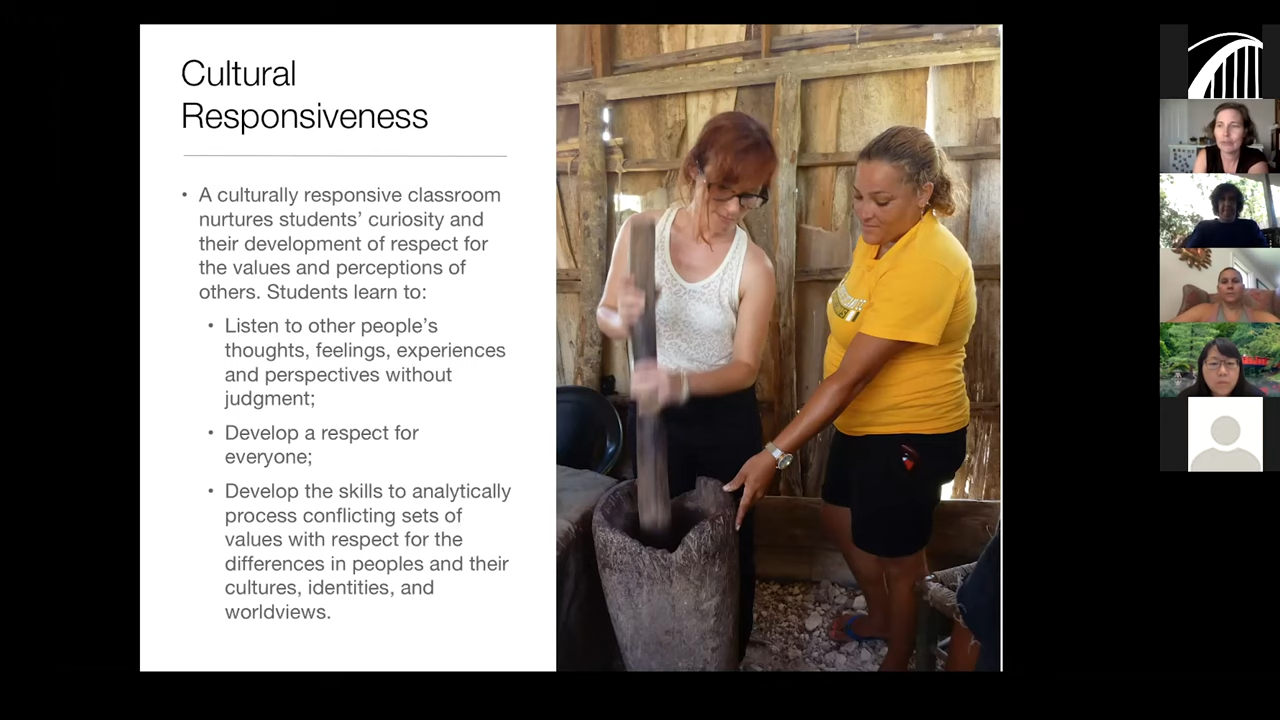 Cultural
Responsiveness
• A culturally responsive classroom
nurtures students’ curiosity and
their development of respect for
the values and perceptions of
others. Students learn to:
• Listen to other people’s
thoughts, feelings, experiences
and perspectives without
judgment;
• Develop a respect for
everyone;
• Develop the skills to analytically
process conflicting sets of
values with respect for the
differences in peoples and their
cultures, identities, and
worldviews.